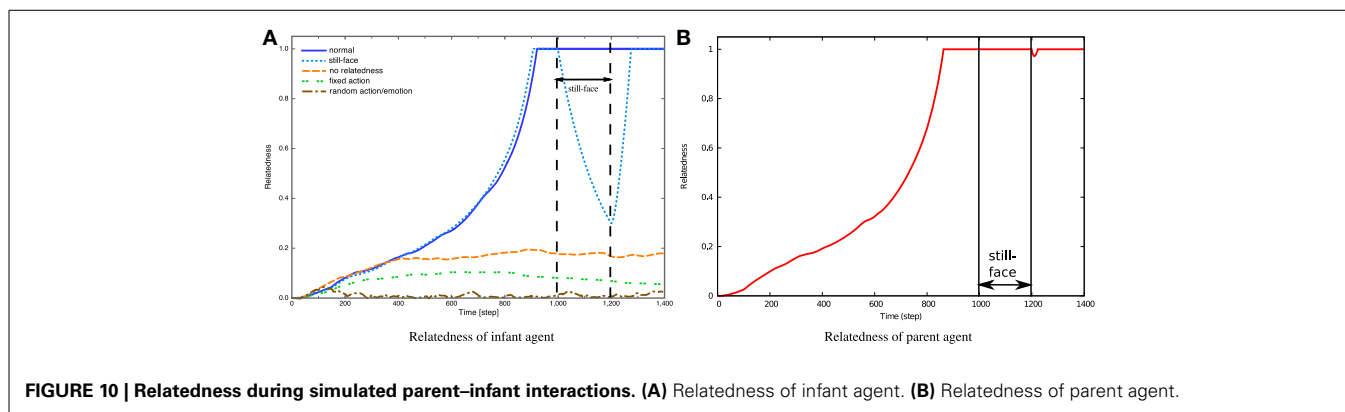 A
1.0
0.8
0.6
0.4
0.2
0.0
Relatedness
normal
still-face
no relatedness
fixed action
random action/emotion
still-face
0
200
400
600
800
1,000
1,200
1,400
Time [step]
Relatedness of infant agent
B
1
0,8
0,6
0,4
0,2
0
Relatedness
still-
face
0
200
400
600
800
1000
1200
1400
Time (step)
Relatedness of parent agent
FIGURE 10 | Relatedness during simulated parent–infant interactions. (A) Relatedness of infant agent. (B) Relatedness of parent agent.